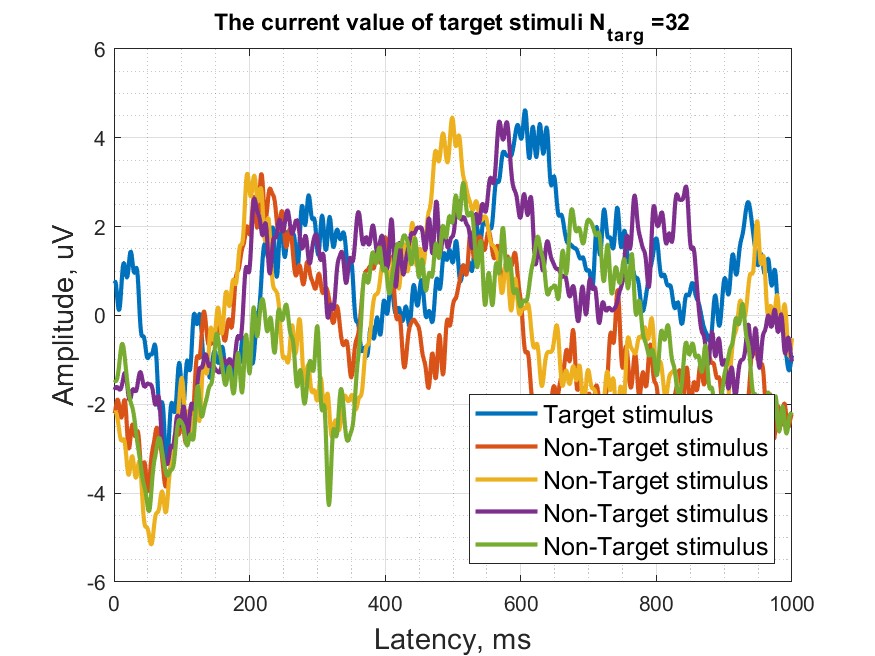 The current value of target stimuli N_targ =32
6
4
2
0
-2
-4
-6
Amplitude, uV
0 200 400 600 800 1000
Latency, ms
Target stimulus
Non-Target stimulus
Non-Target stimulus
Non-Target stimulus
Non-Target stimulus